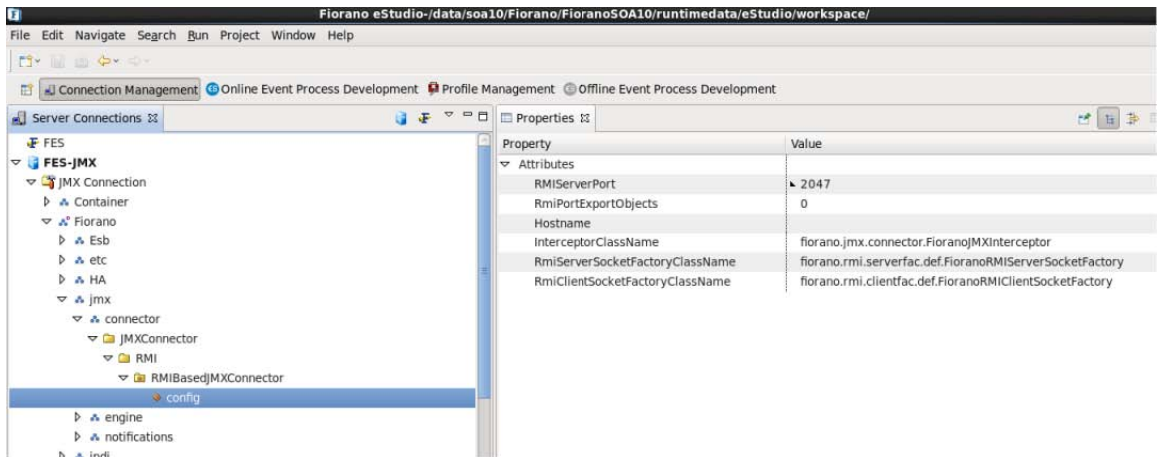 Fiorano eStudio-/data/soa10/Fiorano/FioranoSOA10/runtimedata/eStudio/workspace/
File Edit Navigate Search Run Project Window Help
Connection Management Online Event Process Development Profile Management Offline Event Process Development
Server Connections
FES
FES-JMX
JMX Connection
Container
Fiorano
Esb
etc
HA
jmx
connector
JMXConnector
RMI
RMIBasedJMXConnector
config
engine
notifications
jndi
Properties
Property Value
Attributes
RMIServerPort 2047
RmiPortExportObjects 0
Hostname
InterceptorClassName fiorano.jmx.connector.FioranoJMXInterceptor
RmiServerSocketFactoryClassName fiorano.rmi.serverfac.def.FioranoRMIServerSocketFactory
RmiClientSocketFactoryClassName fiorano.rmi.clientfac.def.FioranoRMIClientSocketFactory